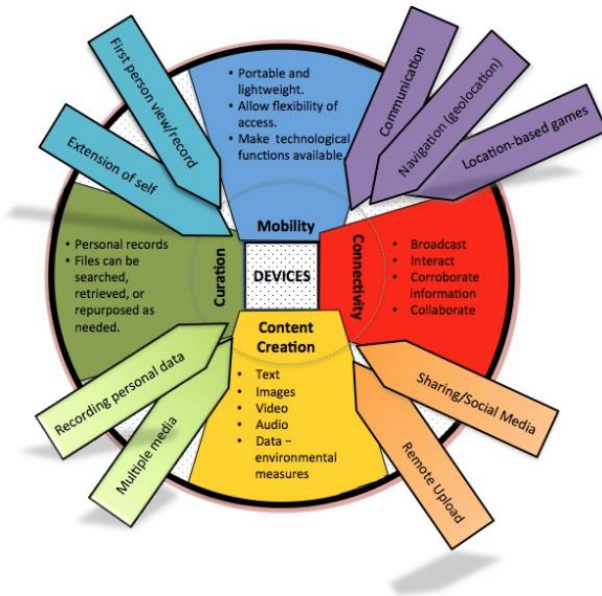 First person view/record
Extension of self
• Portable and
lightweight.
• Allow flexibility of
access.
• Make technological
functions available.
Mobility
Communication
Navigation (geolocation)
Location-based games
• Personal records
• Files can be
searched,
retrieved, or
repurposed as
needed.
Curation
DEVICES
Connectivity
• Broadcast
• Interact
• Corroborate
information
• Collaborate
Content
Creation
• Text
• Images
• Video
• Audio
• Data –
environmental
measures
Recording personal data
Multiple media
Sharing/Social Media
Remote Upload